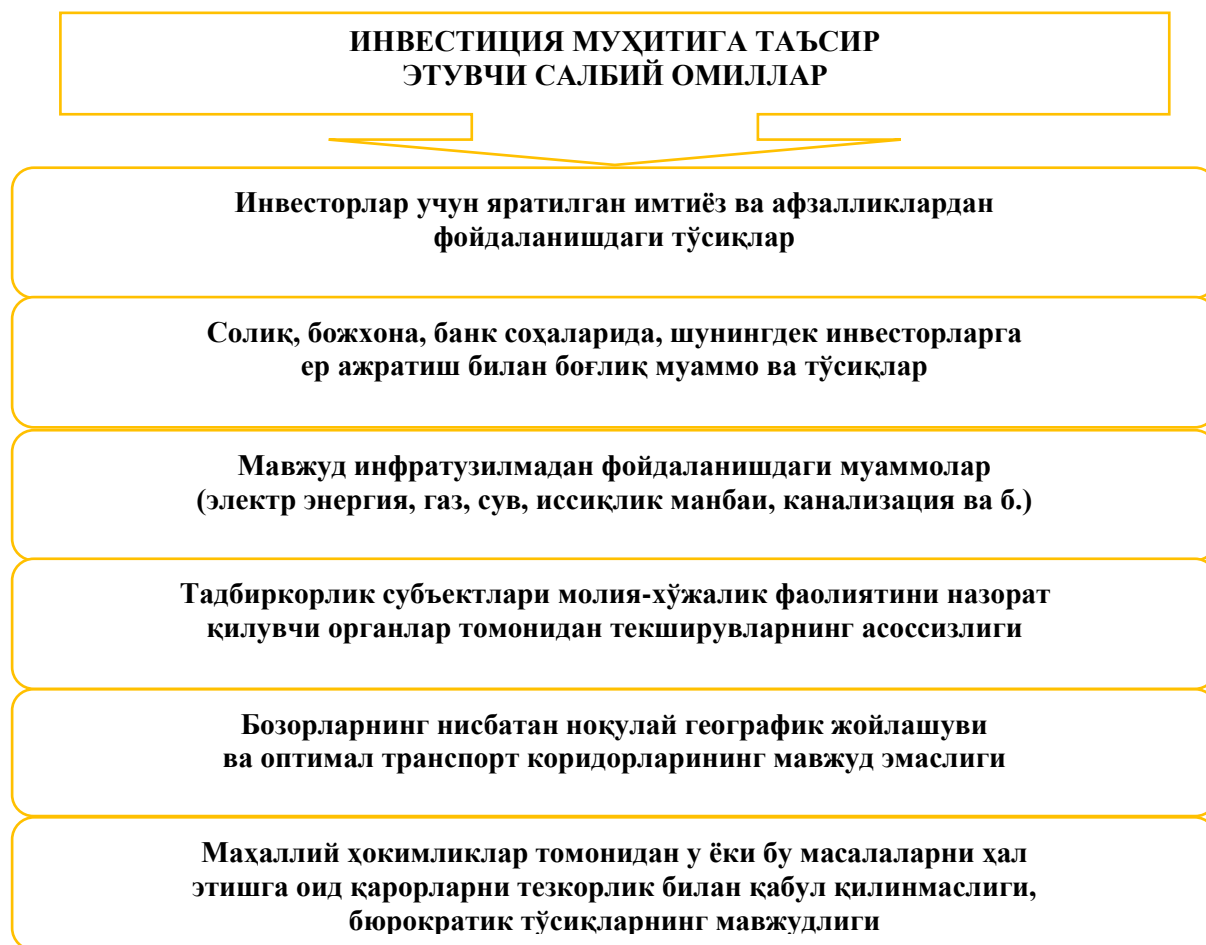 ИНВЕСТИЦИЯ МУҲИТИГА ТАЪСИР
ЭТУВЧИ САЛБИЙ ОМИЛЛАР
Инвесторлар учун яратилган имтиёз ва афзалликлардан
фойдаланишдаги тўсиқлар
Солиқ, божхона, банк соҳаларида, шунингдек инвесторларга
ер ажратиш билан боғлиқ муаммо ва тўсиқлар
Мавжуд инфратузилмадан фойдаланишдаги муаммолар
(электр энергия, газ, сув, иссиқлик манбаи, канализация ва б.)
Тадбиркорлик субъектлари молия-хўжалик фаолиятини назорат
қилувчи органлар томонидан текширувларнинг асоссизлиги
Бозорларнинг нисбатан ноқулай географик жойлашуви
ва оптимал транспорт коридорларининг мавжуд эмаслиги
Маҳаллий ҳокимликлар томонидан у ёки бу масалаларни ҳал
этишга оид қарорларни тезкорлик билан қабул қилинмаслиги,
бюрократик тўсиқларнинг мавжудлиги